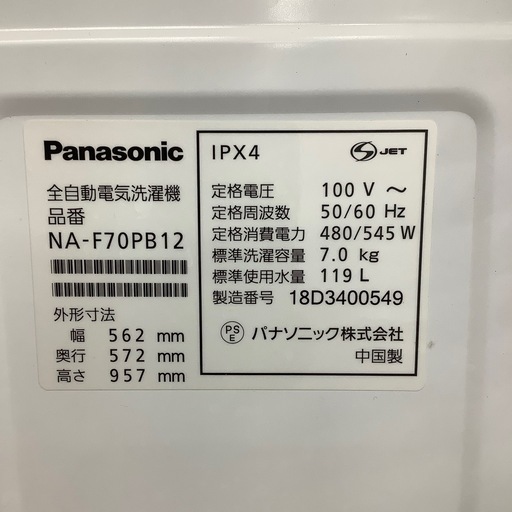 Panasonic
全自動電気洗濯機
品番
NA-F70PB12
外形寸法
幅 562 mm
奥行 572 mm
高さ 957 mm
IPX4
S JET
定格電圧 100 V ～
定格周波数 50/60 Hz
定格消費電力 480/545 W
標準洗濯容量 7.0 kg
標準使用水量 119 L
製造番号 18D3400549
PS E パナソニック株式会社
中国製